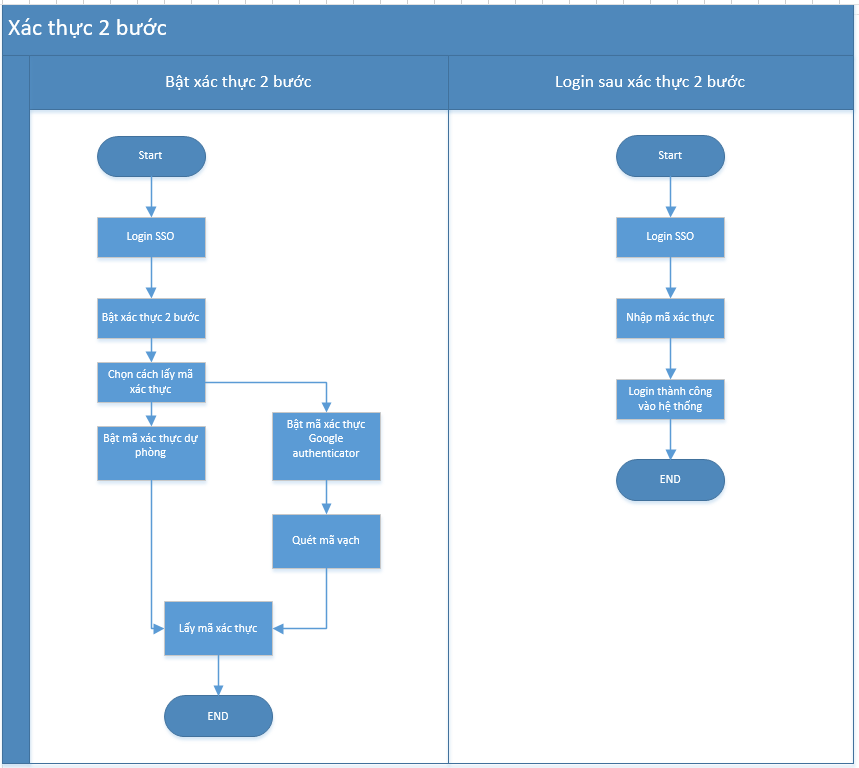 Xác thực 2 bước
Bật xác thực 2 bước
Login sau xác thực 2 bước
Start
Login SSO
Bật xác thực 2 bước
Chọn cách lấy mã
xác thực
Bật mã xác thực dự
phòng
Bật mã xác thực
Google
authenticator
Quét mã vạch
Lấy mã xác thực
END
Start
Login SSO
Nhập mã xác thực
Login thành công
vào hệ thống
END